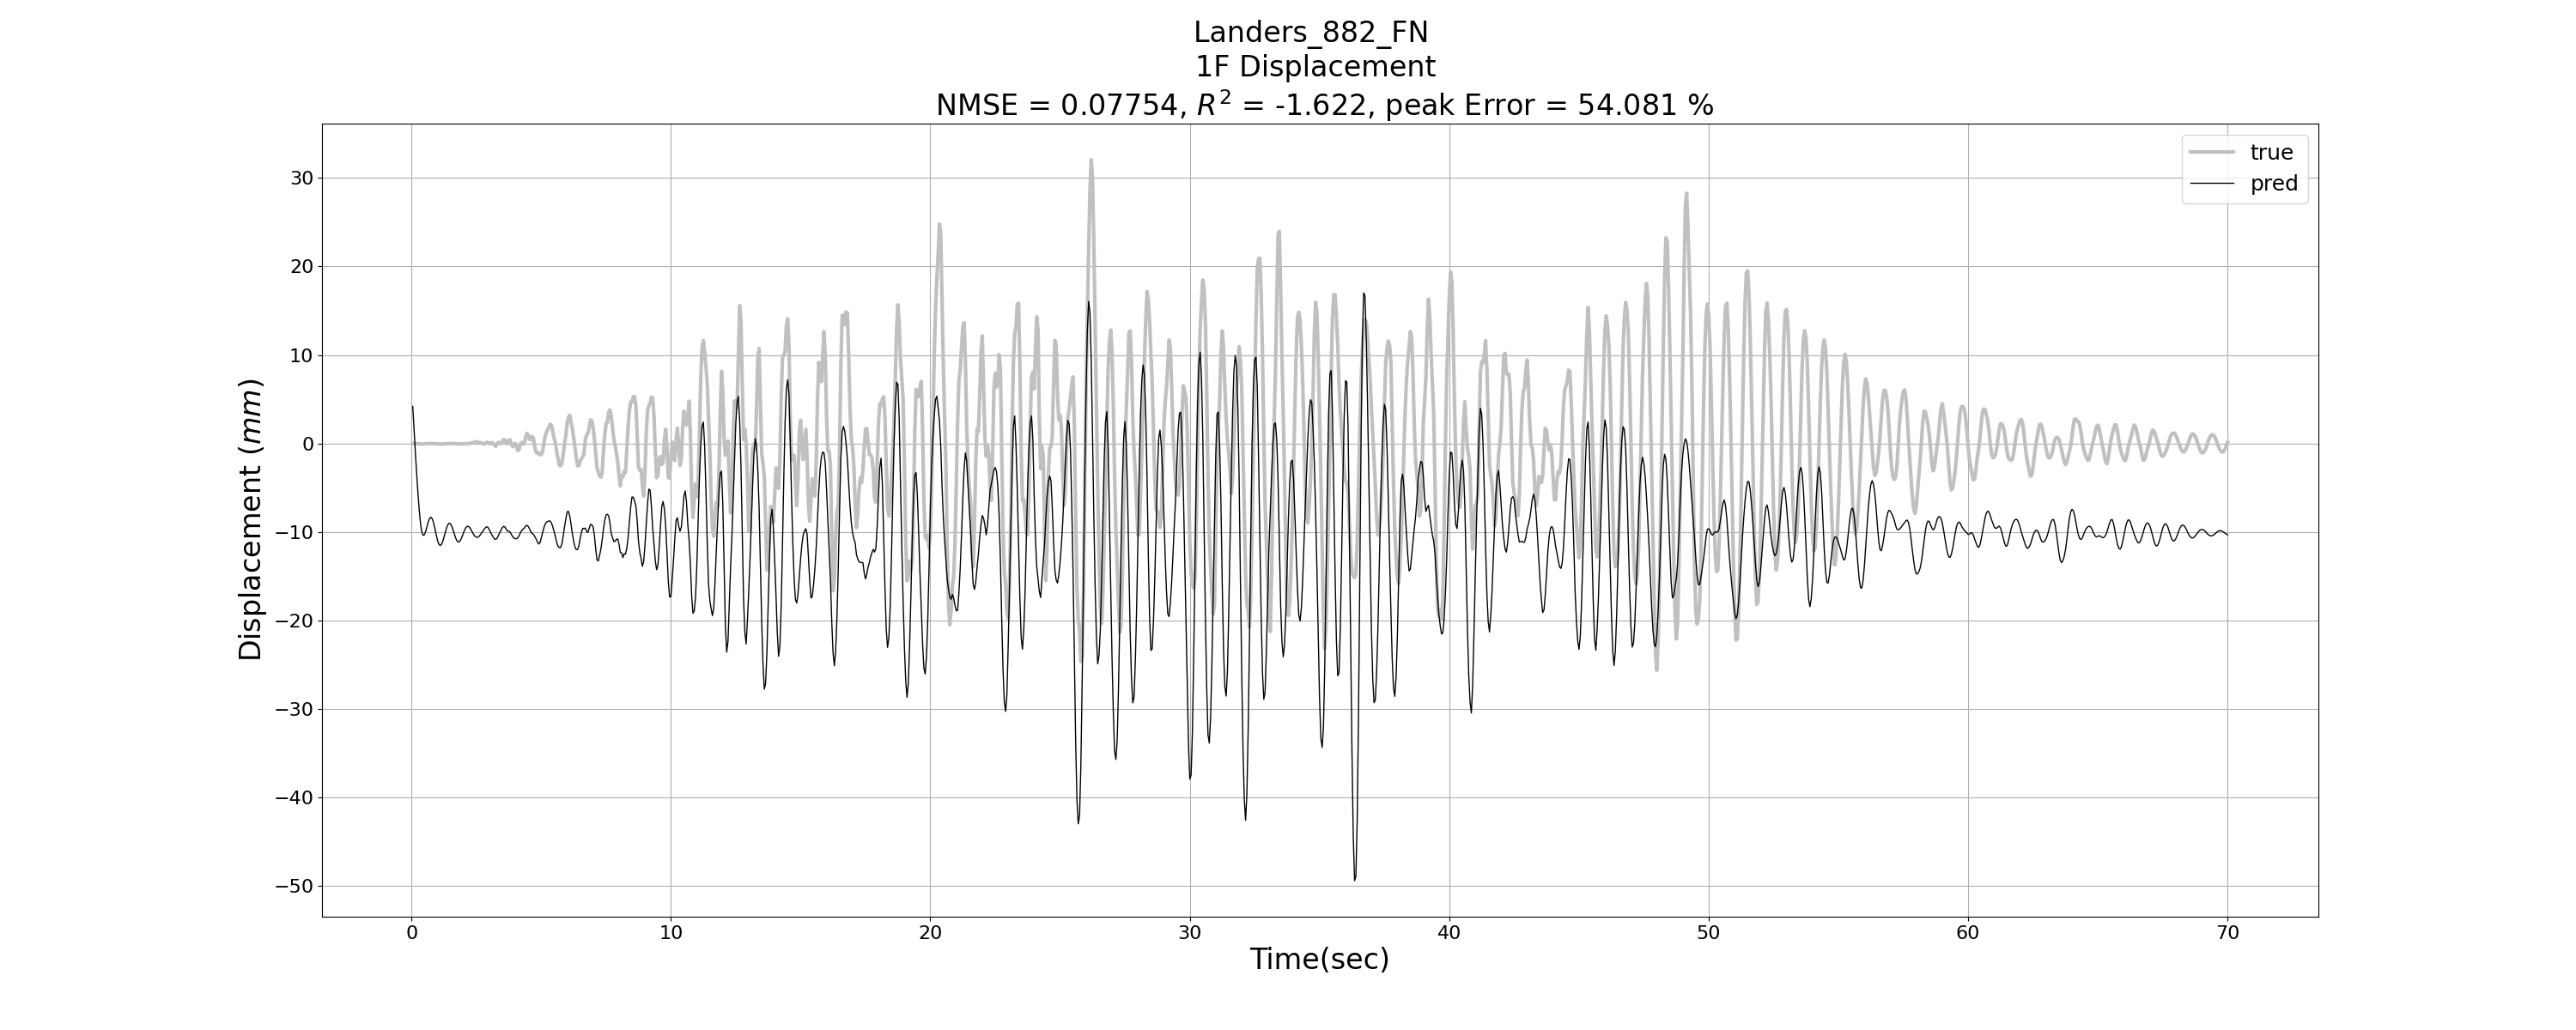 Landers_882_FN
1F Displacement
NMSE = 0.07754, R² = -1.622, peak Error = 54.081 %
true
pred
Displacement (mm)
30
20
10
0
−10
−20
−30
−40
−50
0 10 20 30 40 50 60 70
Time(sec)